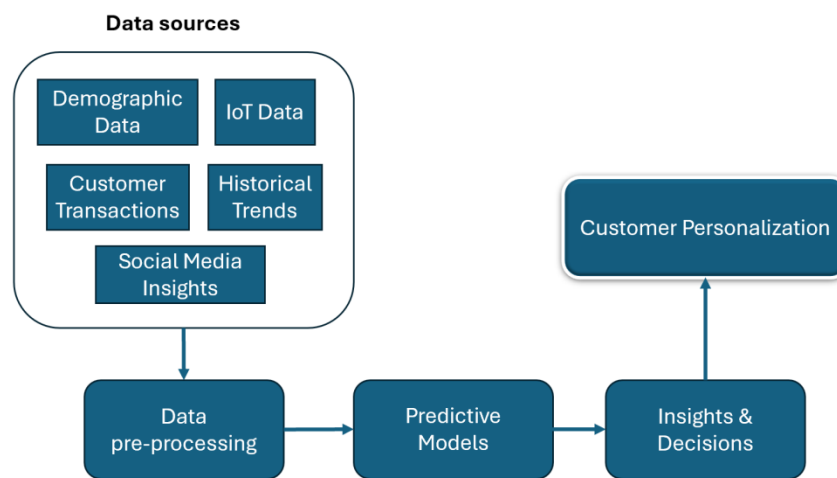 Data sources
Demographic
Data
IoT Data
Customer
Transactions
Historical
Trends
Social Media
Insights
Customer Personalization
Data
pre-processing
Predictive
Models
Insights &
Decisions